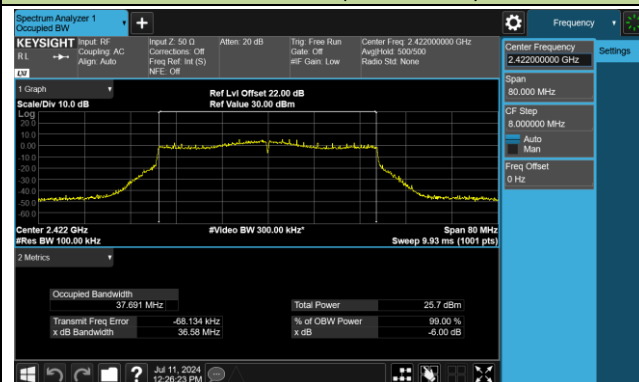 Spectrum Analyzer 1
Occupied BW
Frequency
KEYSIGHT
RL
LXI
Input: RF
Coupling: AC
Align: Auto
Input Z: 50 Ω
Corrections: Off
Freq Ref: Int (S)
NFE: Off
Atten: 20 dB
Trig: Free Run
Gate: Off
#IF Gain: Low
Center Freq: 2.422000000 GHz
Avg|Hold: 500/500
Radio Std: None
Center Frequency
2.422000000 GHz
Settings
Span
80.000 MHz
CF Step
8.000000 MHz
Auto
Man
Freq Offset
0 Hz
1 Graph
Scale/Div 10.0 dB
Ref Lvl Offset 22.00 dB
Ref Value 30.00 dBm
Log
20.0
10.0
0.00
-10.0
-20.0
-30.0
-40.0
-50.0
-60.0
Center 2.422 GHz
#Res BW 100.00 kHz
#Video BW 300.00 kHz*
Span 80 MHz
Sweep 9.93 ms (1001 pts)
2 Metrics
Occupied Bandwidth
37.691 MHz
Transmit Freq Error -68.134 kHz
x dB Bandwidth 36.58 MHz
Total Power 25.7 dBm
% of OBW Power 99.00 %
x dB -6.00 dB
Jul 11, 2024
12:26:23 PM